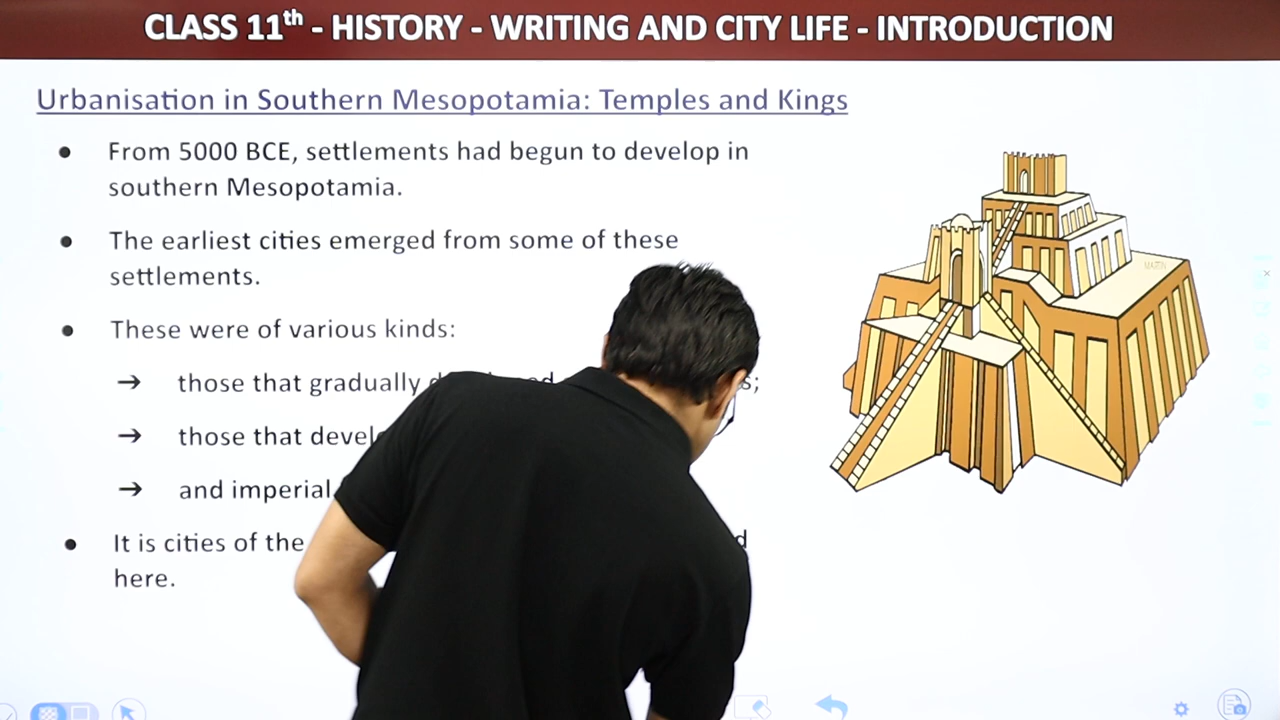 CLASS 11th - HISTORY - WRITING AND CITY LIFE - INTRODUCTION
Urbanisation in Southern Mesopotamia: Temples and Kings
● From 5000 BCE, settlements had begun to develop in
southern Mesopotamia.
● The earliest cities emerged from some of these
settlements.
● These were of various kinds:
→ those that gradually
→ those that
→ and imperial
● It is cities of the
here.
MARTIN